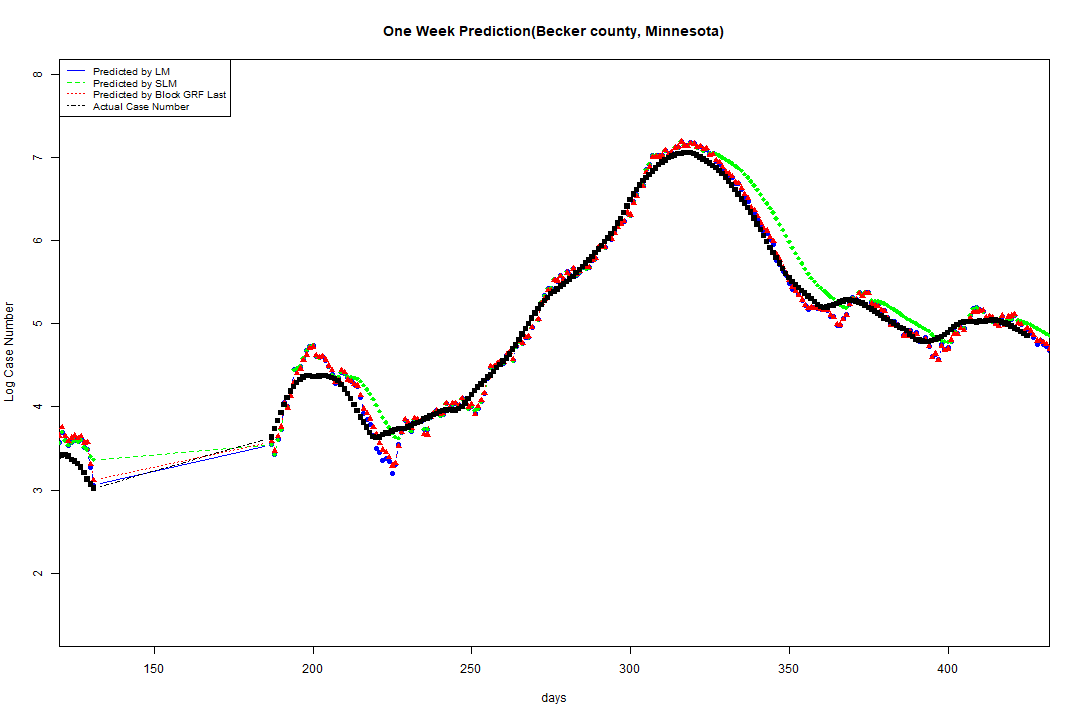 One Week Prediction(Becker county, Minnesota)
Predicted by LM
Predicted by SLM
Predicted by Block GRF Last
Actual Case Number
8
7
6
5
4
3
2
Log Case Number
150 200 250 300 350 400
days